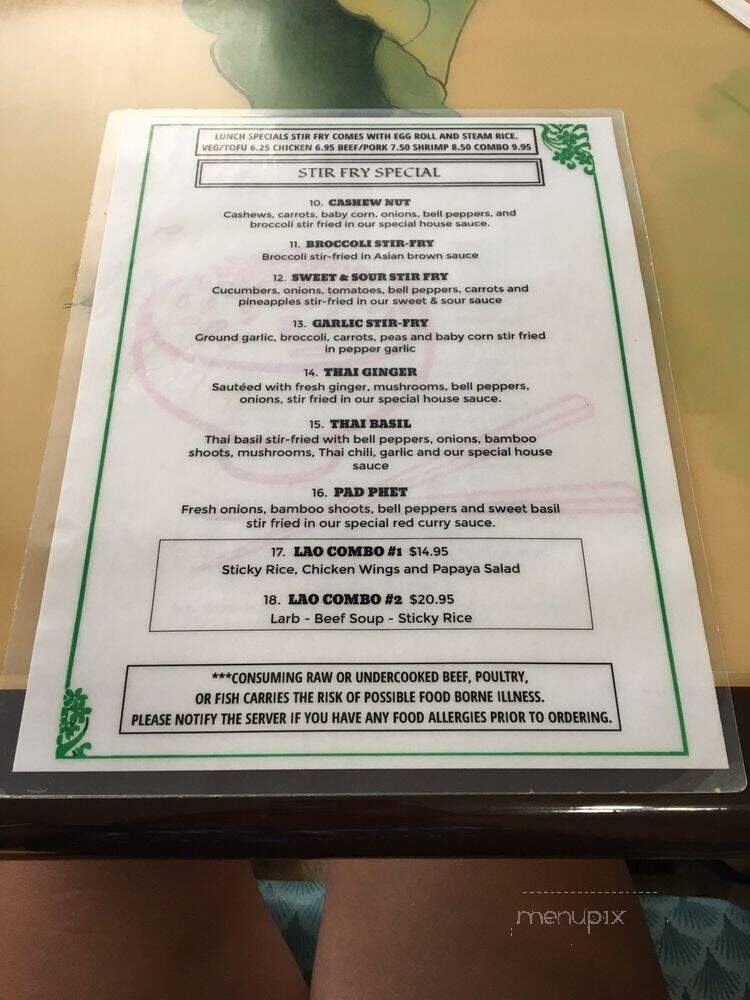 LUNCH SPECIALS STIR FRY COMES WITH EGG ROLL AND STEAM RICE.
VEG/TOFU 6.25 CHICKEN 6.95 BEEF/PORK 7.50 SHRIMP 8.50 COMBO 9.95
STIR FRY SPECIAL
10. CASHEW NUT
Cashews, carrots, baby corn, onions, bell peppers, and
broccoli stir fried in our special house sauce.
11. BROCCOLI STIR-FRY
Broccoli stir-fried in Asian brown sauce
12. SWEET & SOUR STIR FRY
Cucumbers, onions, tomatoes, bell peppers, carrots and
pineapples stir-fried in our sweet & sour sauce
13. GARLIC STIR-FRY
Ground garlic, broccoli, carrots, peas and baby corn stir fried
in pepper garlic
14. THAI GINGER
Sautéed with fresh ginger, mushrooms, bell peppers,
onions, stir fried in our special house sauce.
15. THAI BASIL
Thai basil stir-fried with bell peppers, onions, bamboo
shoots, mushrooms, Thai chili, garlic and our special house
sauce
16. PAD PHET
Fresh onions, bamboo shoots, bell peppers and sweet basil
stir fried in our special red curry sauce.
17. LAO COMBO #1 $14.95
Sticky Rice, Chicken Wings and Papaya Salad
18. LAO COMBO #2 $20.95
Larb - Beef Soup - Sticky Rice
***CONSUMING RAW OR UNDERCOOKED BEEF, POULTRY,
OR FISH CARRIES THE RISK OF POSSIBLE FOOD BORNE ILLNESS.
PLEASE NOTIFY THE SERVER IF YOU HAVE ANY FOOD ALLERGIES PRIOR TO ORDERING.
menupix